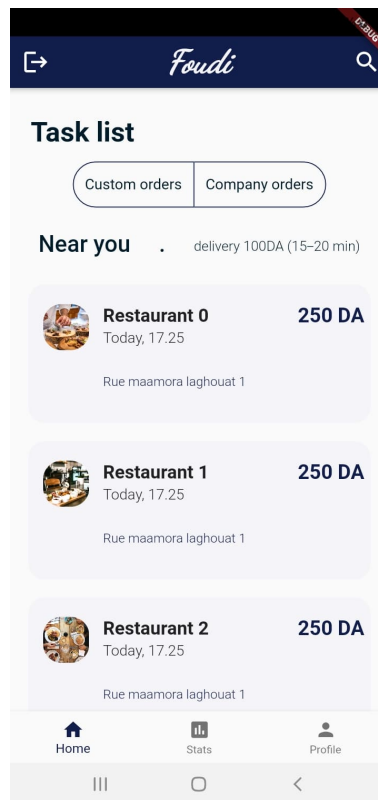 DEBUG
Foudi
Task list
Custom orders
Company orders
Near you . delivery 100DA (15–20 min)
Restaurant 0 250 DA
Today, 17.25
Rue maamora laghouat 1
Restaurant 1 250 DA
Today, 17.25
Rue maamora laghouat 1
Restaurant 2 250 DA
Today, 17.25
Rue maamora laghouat 1
Home Stats Profile